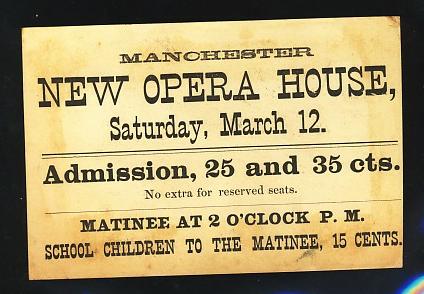 MANCHESTER
NEW OPERA HOUSE,
Saturday, March 12.
Admission, 25 and 35 cts.
No extra for reserved seats.
MATINEE AT 2 O'CLOCK P. M.
SCHOOL CHILDREN TO THE MATINEE, 15 CENTS.